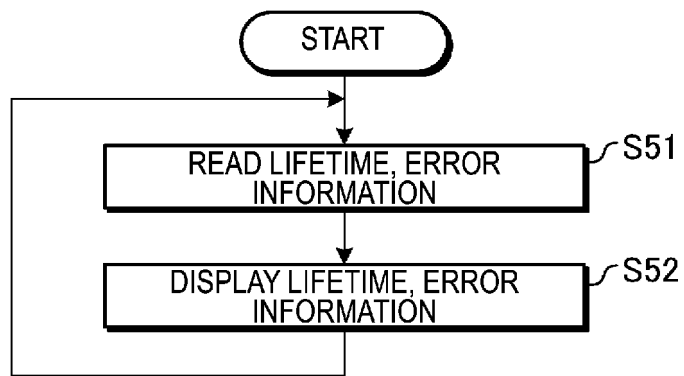 START
READ LIFETIME, ERROR
INFORMATION
S51
DISPLAY LIFETIME, ERROR
INFORMATION
S52